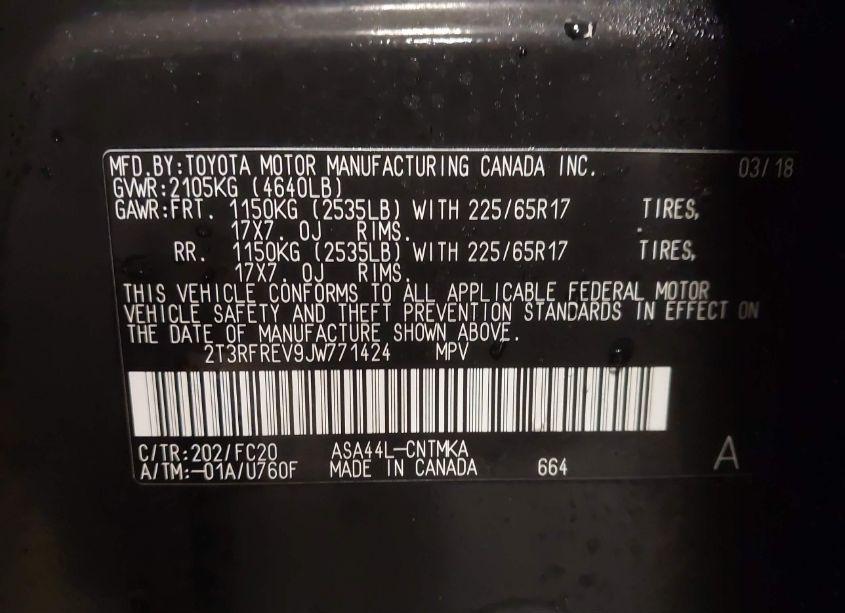 MFD.BY:TOYOTA MOTOR MANUFACTURING CANADA INC. 03/18
GVWR:2105KG (4640LB)
GAWR:FRT. 1150KG (2535LB) WITH 225/65R17 TIRES,
17X7.0J RIMS.
RR. 1150KG (2535LB) WITH 225/65R17 TIRES,
17X7.0J RIMS.
THIS VEHICLE CONFORMS TO ALL APPLICABLE FEDERAL MOTOR
VEHICLE SAFETY AND THEFT PREVENTION STANDARDS IN EFFECT ON
THE DATE OF MANUFACTURE SHOWN ABOVE.
2T3RFREV9JW771424 MPV
C/TR:202/FC20 ASA44L-CNTMKA
A/TM:-01A/U760F MADE IN CANADA 664 A